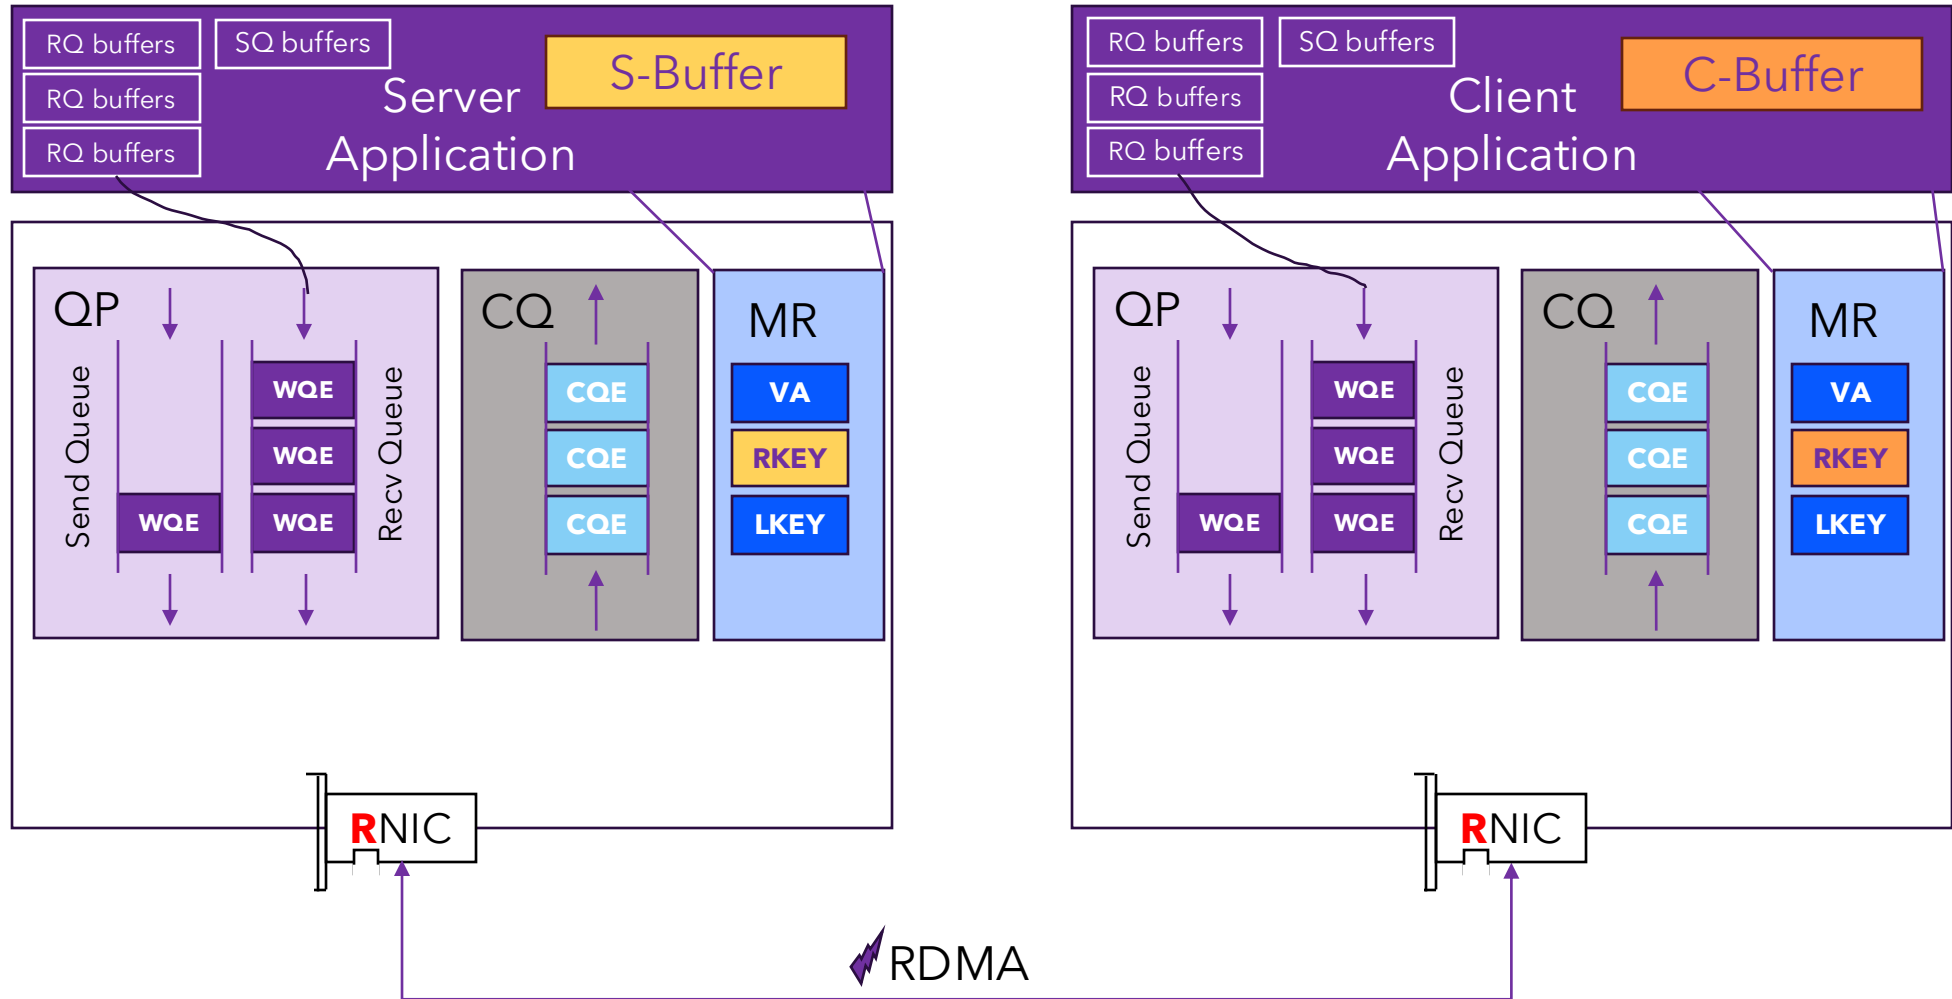 RQ buffers
SQ buffers
RQ buffers
RQ buffers
Server
Application
S-Buffer
QP
Send Queue
WQE
WQE
WQE
WQE
Recv Queue
CQ
CQE
CQE
CQE
MR
VA
RKEY
LKEY
RNIC
RQ buffers
SQ buffers
RQ buffers
RQ buffers
Client
Application
C-Buffer
QP
Send Queue
WQE
WQE
WQE
WQE
Recv Queue
CQ
CQE
CQE
CQE
MR
VA
RKEY
LKEY
RNIC
RDMA